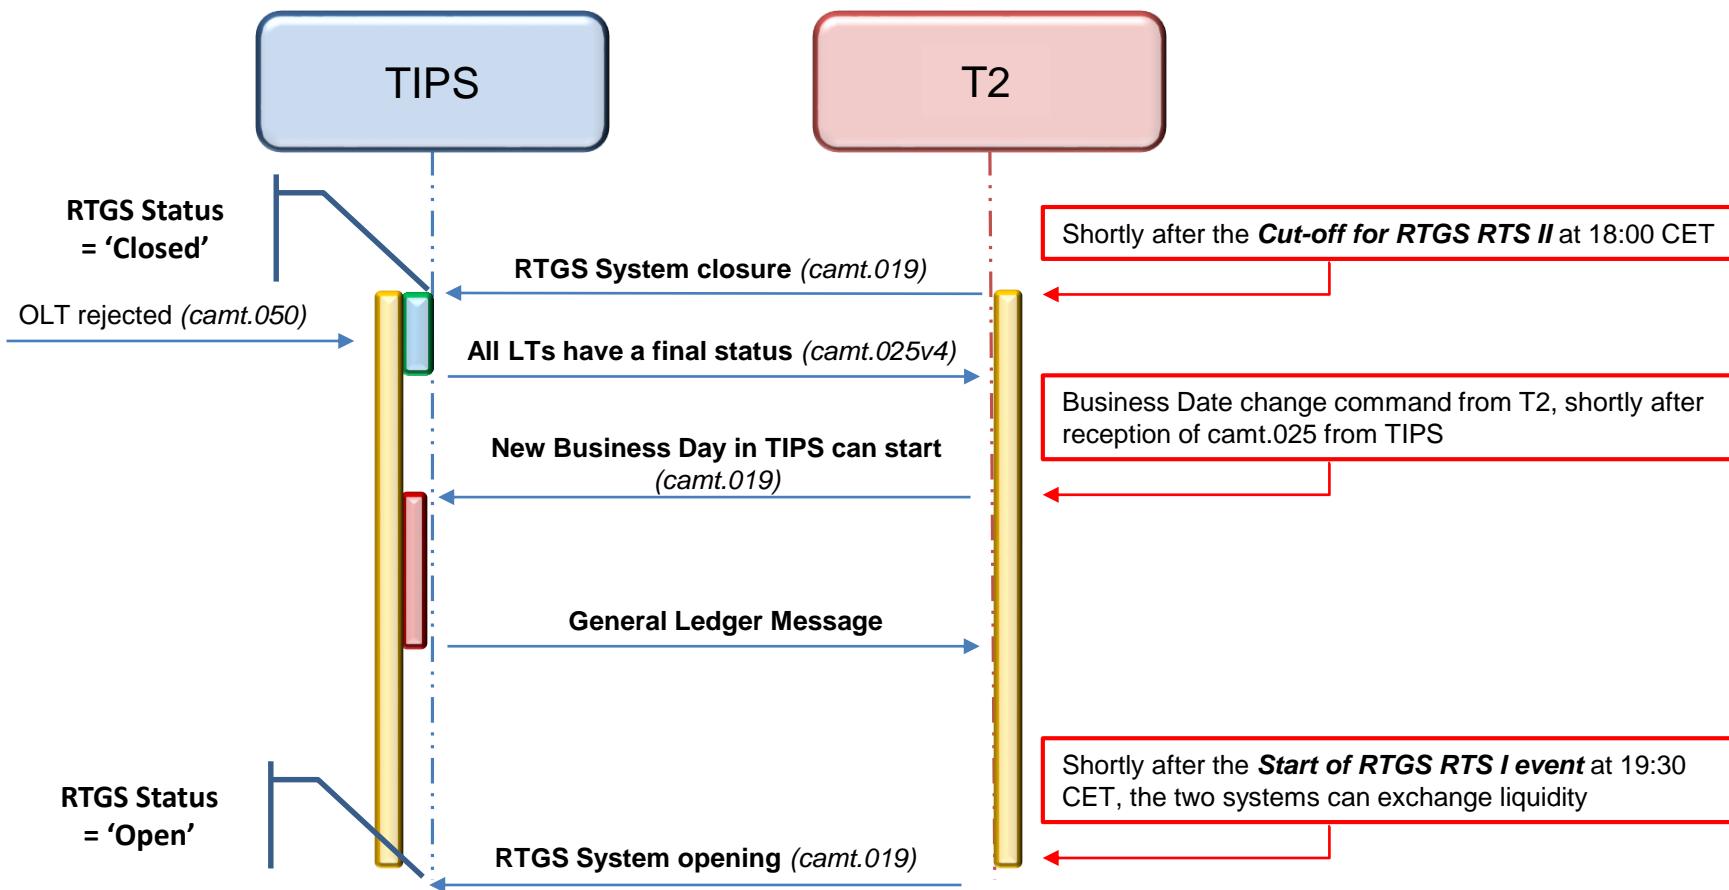 TIPS
T2
RTGS Status
= ‘Closed’
Shortly after the Cut-off for RTGS RTS II at 18:00 CET
RTGS System closure (camt.019)
OLT rejected (camt.050)
All LTs have a final status (camt.025v4)
Business Date change command from T2, shortly after
reception of camt.025 from TIPS
New Business Day in TIPS can start
(camt.019)
General Ledger Message
Shortly after the Start of RTGS RTS I event at 19:30
CET, the two systems can exchange liquidity
RTGS Status
= ‘Open’
RTGS System opening (camt.019)